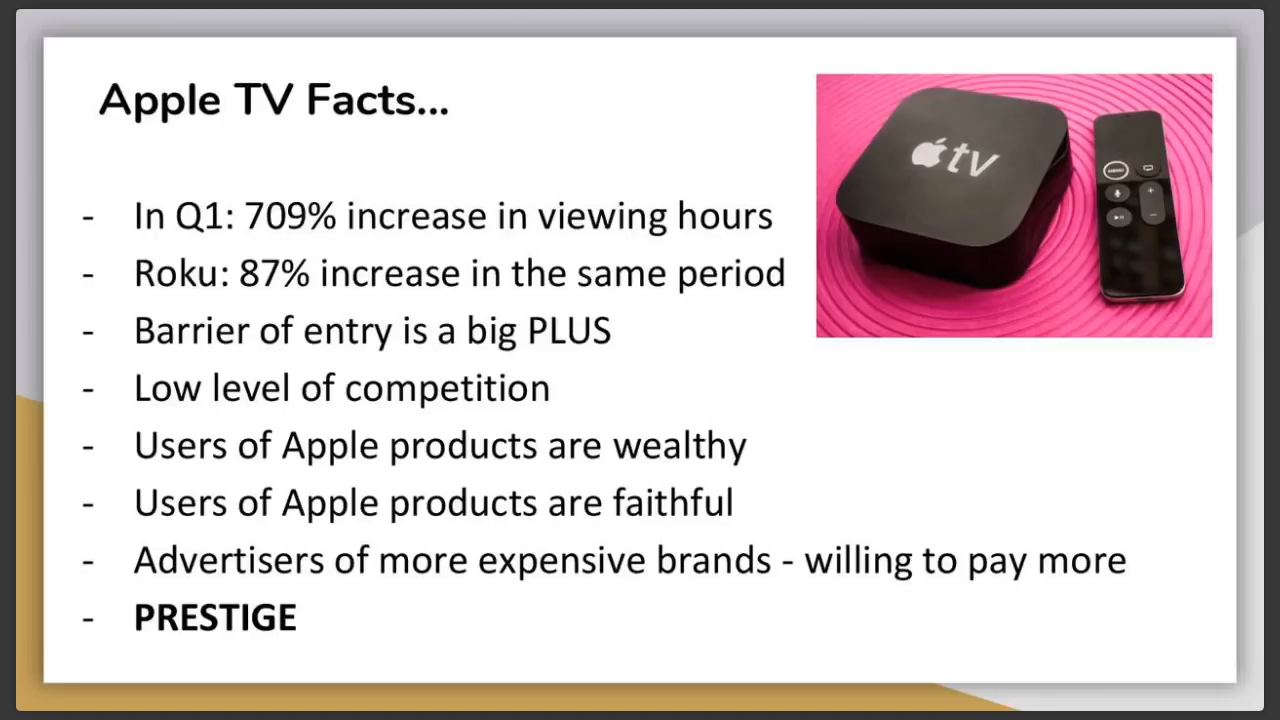 Apple TV Facts...
- In Q1: 709% increase in viewing hours
- Roku: 87% increase in the same period
- Barrier of entry is a big PLUS
- Low level of competition
- Users of Apple products are wealthy
- Users of Apple products are faithful
- Advertisers of more expensive brands - willing to pay more
- PRESTIGE
tv
MENU